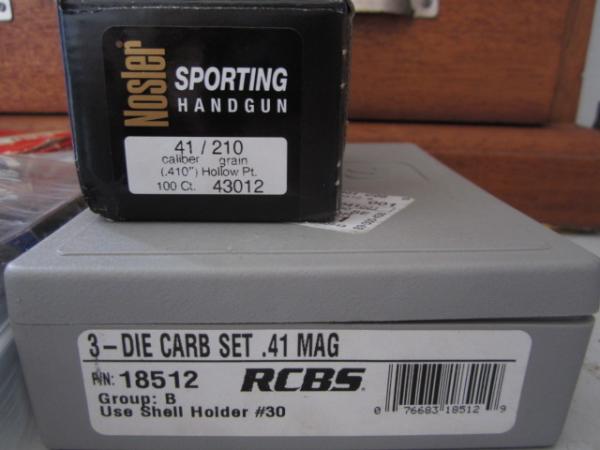 Nosler
SPORTING
HANDGUN
41 / 210
caliber grain
(.410") Hollow Pt.
100 Ct. 43012
3-DIE CARB SET .41 MAG
P/N: 18512
RCBS.
Group: B
Use Shell Holder #30
0 76683 18512 9